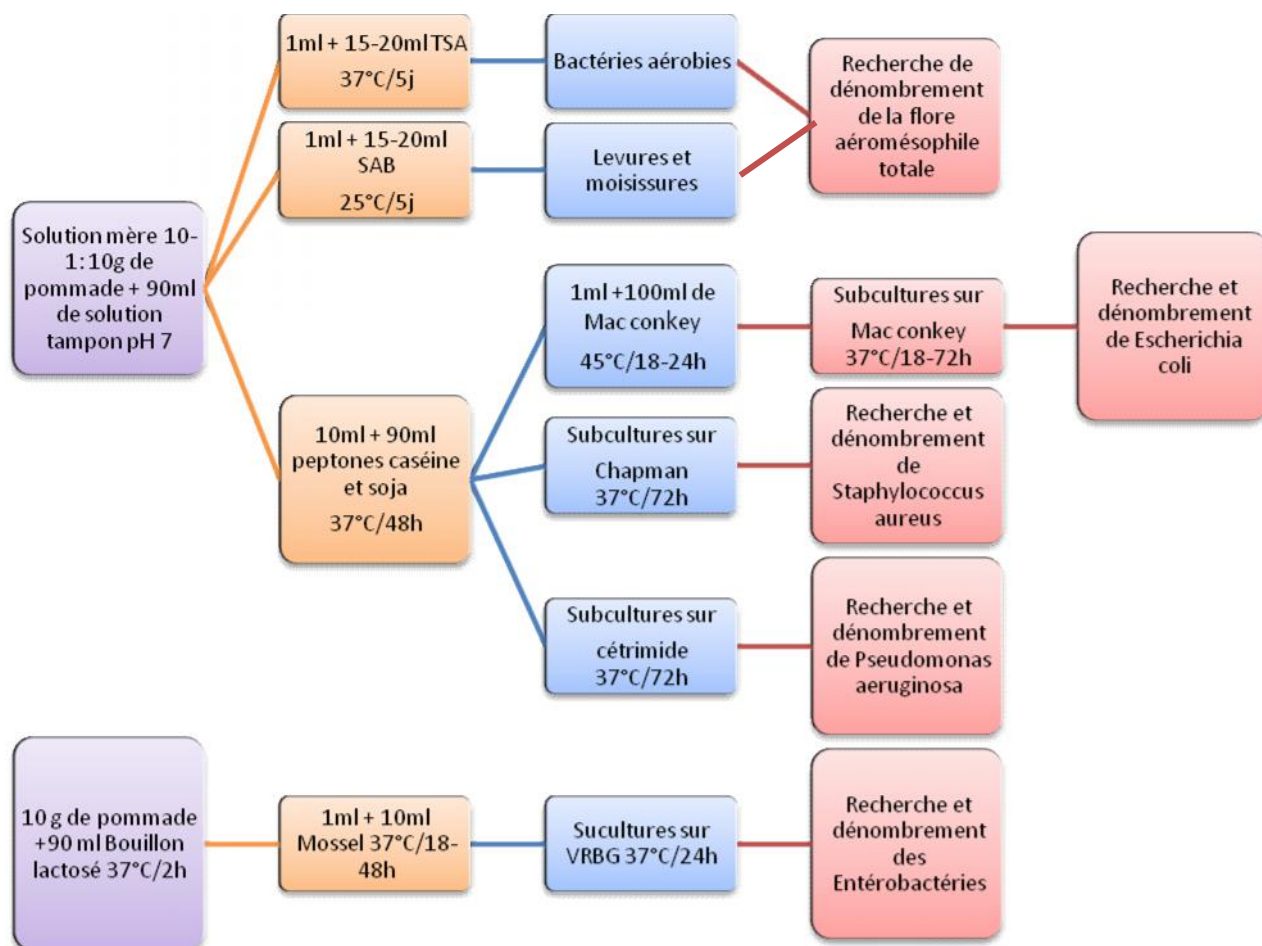 1ml + 15-20ml TSA
37°C/5j
Bactéries aérobies
Recherche de
dénombrement
de la flore
aéromésophile
totale
1ml + 15-20ml
SAB
25°C/5j
Levures et
moisissures
Solution mère 10-
1: 10g de
pommade + 90ml
de solution
tampon pH 7
1ml +100ml de
Mac conkey
45°C/18-24h
Subcultures sur
Mac conkey
37°C/18-72h
Recherche et
dénombrement
de Escherichia
coli
10ml + 90ml
peptones caséine
et soja
37°C/48h
Subcultures sur
Chapman
37°C/72h
Recherche et
dénombrement
de
Staphylococcus
aureus
Subcultures sur
cétrimide
37°C/72h
Recherche et
dénombrement
de Pseudomonas
aeruginosa
10 g de pommade
+90 ml Bouillon
lactosé 37°C/2h
1ml + 10ml
Mossel 37°C/18-
48h
Sucultures sur
VRBG 37°C/24h
Recherche et
dénombrement
des
Entérobactéries